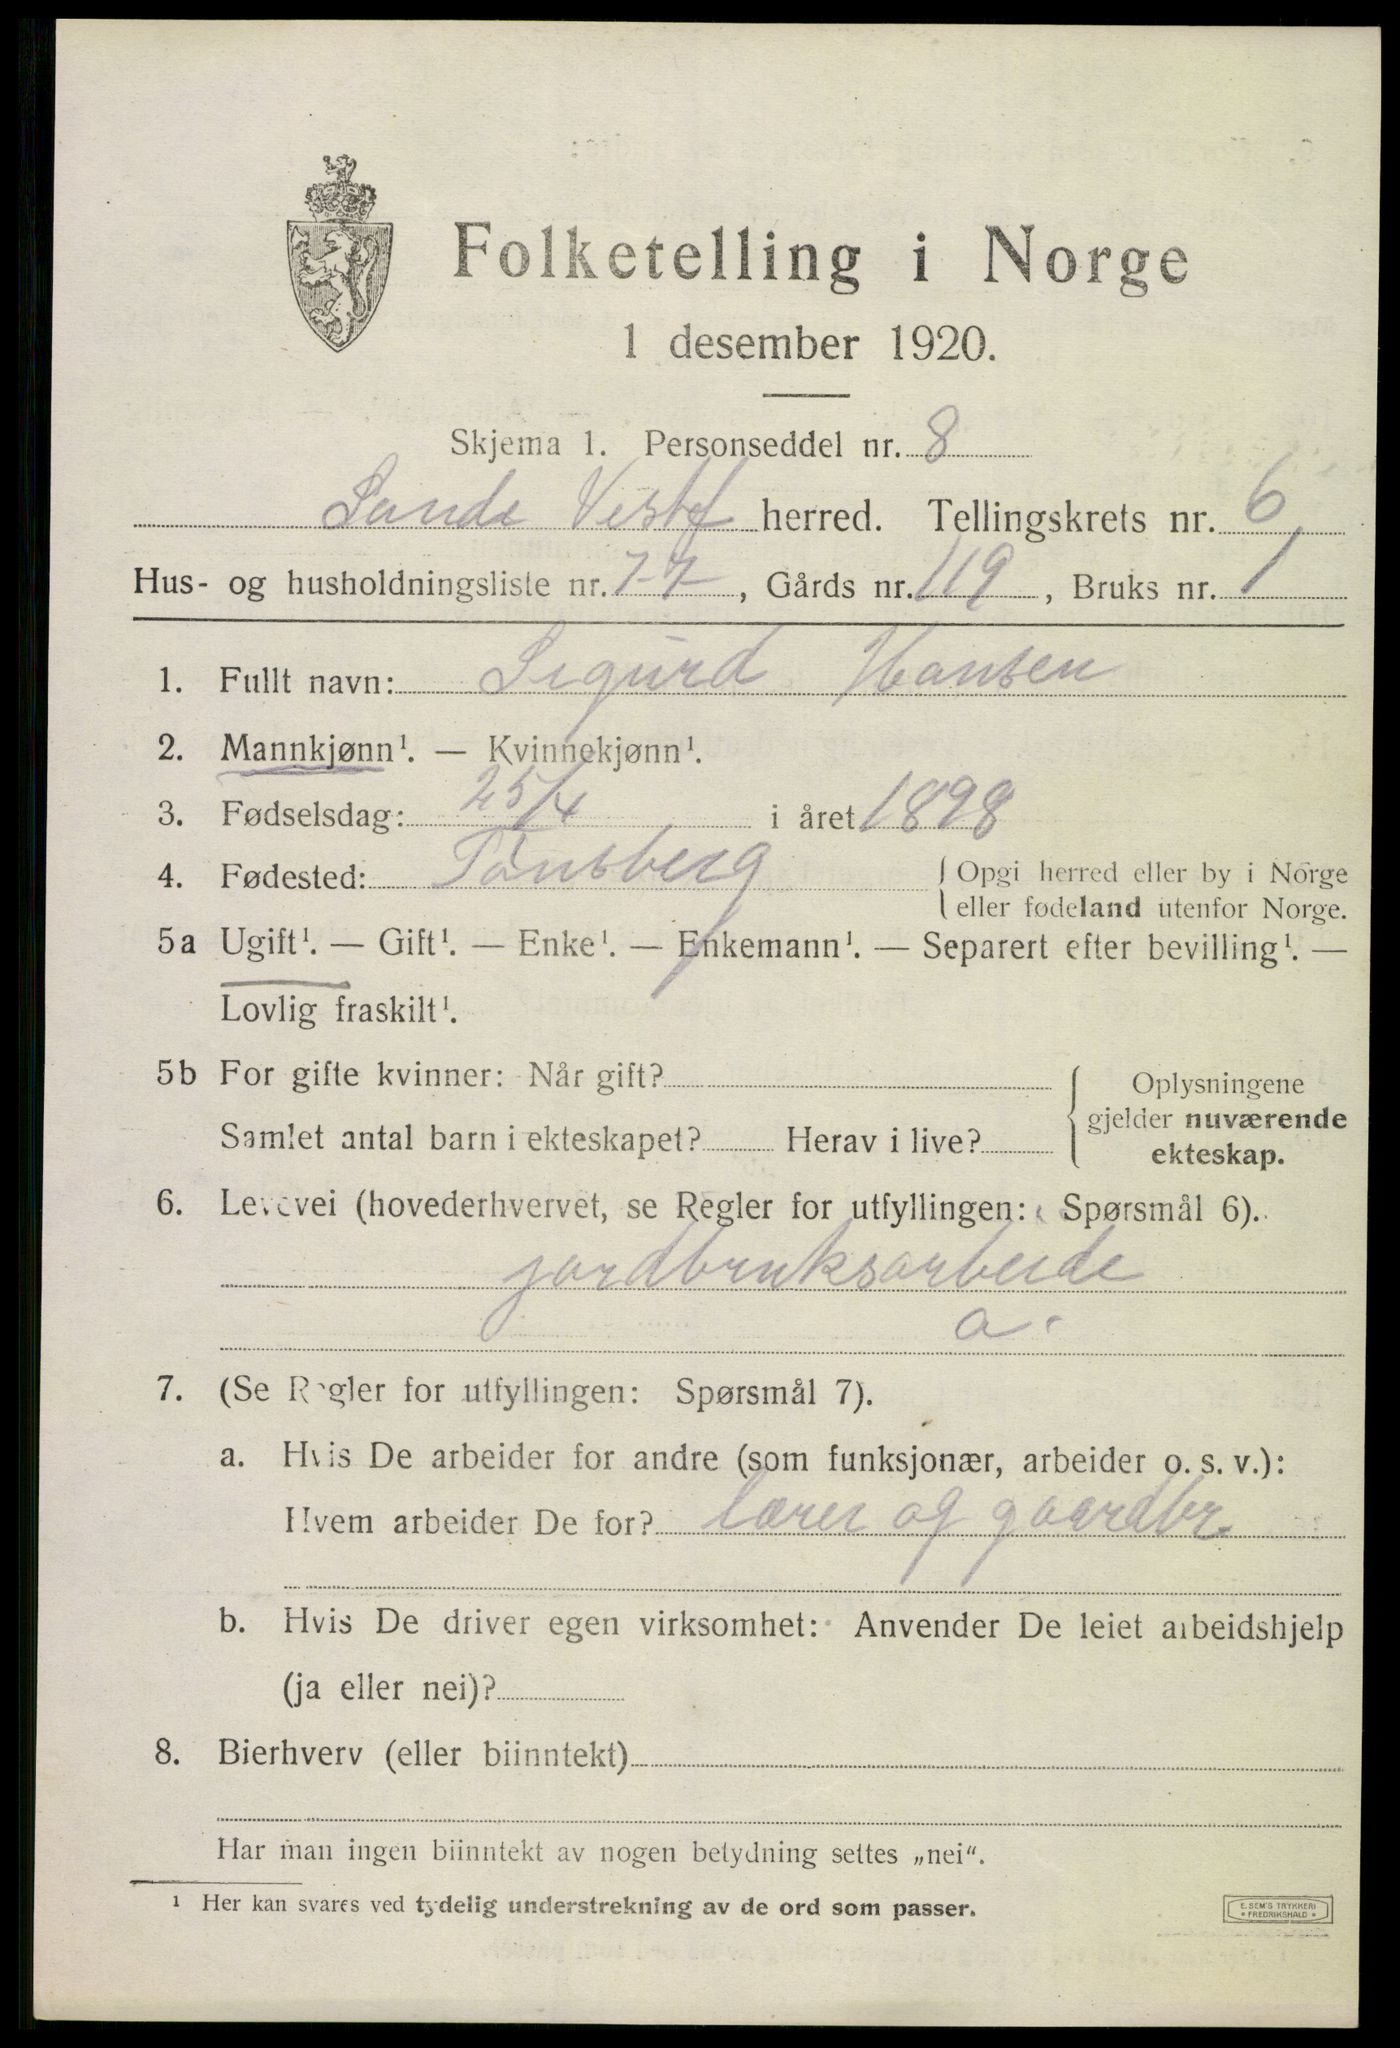 Folketelling i Norge
1 desember 1920.
Skjema 1. Personseddel nr. 8
Sande Vestf herred. Tellingskrets nr. 6
Hus- og husholdningsliste nr. 77, Gårds nr. 119, Bruks nr. 1
1. Fullt navn: Sigurd Hansen
2. Mannkjønn¹. — Kvinnekjønn¹.
3. Fødselsdag: 25/4 i året 1898
4. Fødested: Tønsberg { Opgi herred eller by i Norge
eller fødeland utenfor Norge.
5a Ugift¹. — Gift¹. — Enke¹. — Enkemann¹. — Separert efter bevilling¹. —
Lovlig fraskilt¹.
5b For gifte kvinner: Når gift? { Oplysningene
gjelder nuværende
Samlet antal barn i ekteskapet? Herav i live? ekteskap.
6. Levevei (hovederhvervet, se Regler for utfyllingen: Spørsmål 6).
jordbruksarbeide
a.
7. (Se Regler for utfyllingen: Spørsmål 7).
a. Hvis De arbeider for andre (som funksjonær, arbeider o. s. v.):
Hvem arbeider De for? lærer og gaardbr.
b. Hvis De driver egen virksomhet: Anvender De leiet arbeidshjelp
(ja eller nei)?
8. Bierhverv (eller biinntekt)
Har man ingen biinntekt av nogen betydning settes „nei“.
¹ Her kan svares ved tydelig understrekning av de ord som passer.
E. SEM'S TRYKKERI
• FREDRIKSHALD •